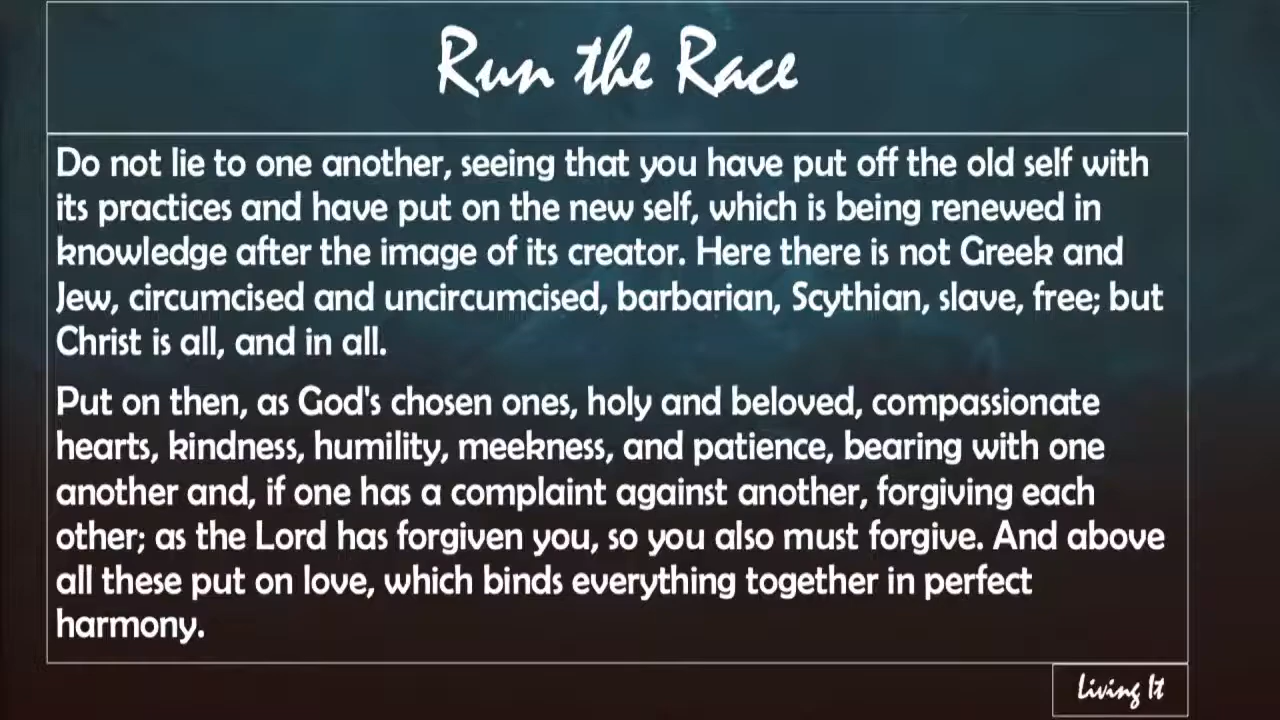 Run the Race
Do not lie to one another, seeing that you have put off the old self with
its practices and have put on the new self, which is being renewed in
knowledge after the image of its creator. Here there is not Greek and
Jew, circumcised and uncircumcised, barbarian, Scythian, slave, free; but
Christ is all, and in all.
Put on then, as God's chosen ones, holy and beloved, compassionate
hearts, kindness, humility, meekness, and patience, bearing with one
another and, if one has a complaint against another, forgiving each
other; as the Lord has forgiven you, so you also must forgive. And above
all these put on love, which binds everything together in perfect
harmony.
Living It